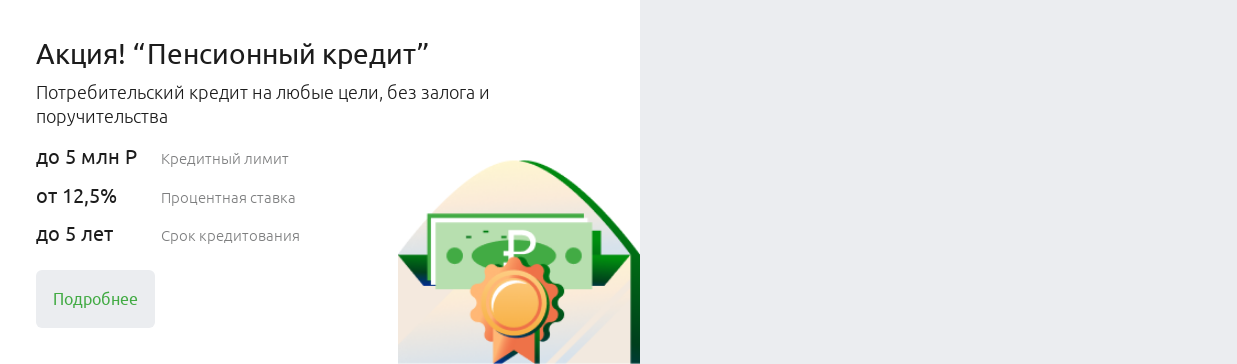 Акция! “Пенсионный кредит”
Потребительский кредит на любые цели, без залога и
поручительства
до 5 млн Р Кредитный лимит
от 12,5% Процентная ставка
до 5 лет Срок кредитования
Подробнее